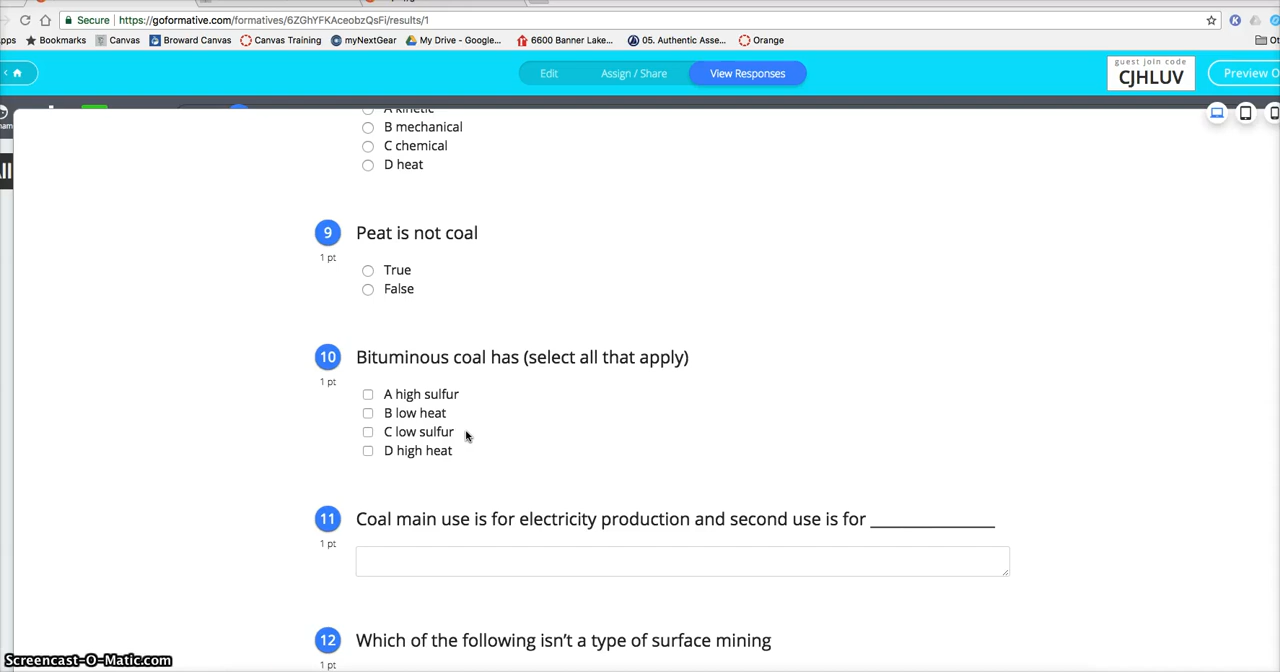 Secure https://goformative.com/formatives/6ZGhYFKAceobzQsFi/results/1
Bookmarks Canvas Broward Canvas Canvas Training myNextGear My Drive - Google... 6600 Banner Lake... 05. Authentic Asse... Orange
Edit Assign / Share View Responses
guest join code
CJHLUV
Preview
A kinetic
B mechanical
C chemical
D heat
9 Peat is not coal
1 pt
True
False
10 Bituminous coal has (select all that apply)
1 pt
A high sulfur
B low heat
C low sulfur
D high heat
11 Coal main use is for electricity production and second use is for ______________
1 pt
12 Which of the following isn't a type of surface mining
1 pt
Screencast-O-Matic.com